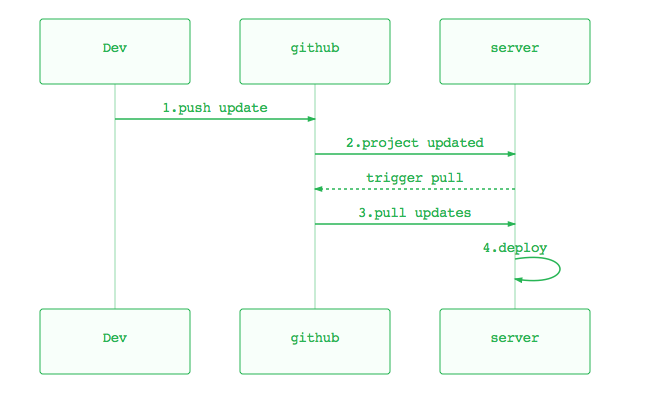 Dev
github
server
1.push update
2.project updated
trigger pull
3.pull updates
4.deploy
Dev
github
server